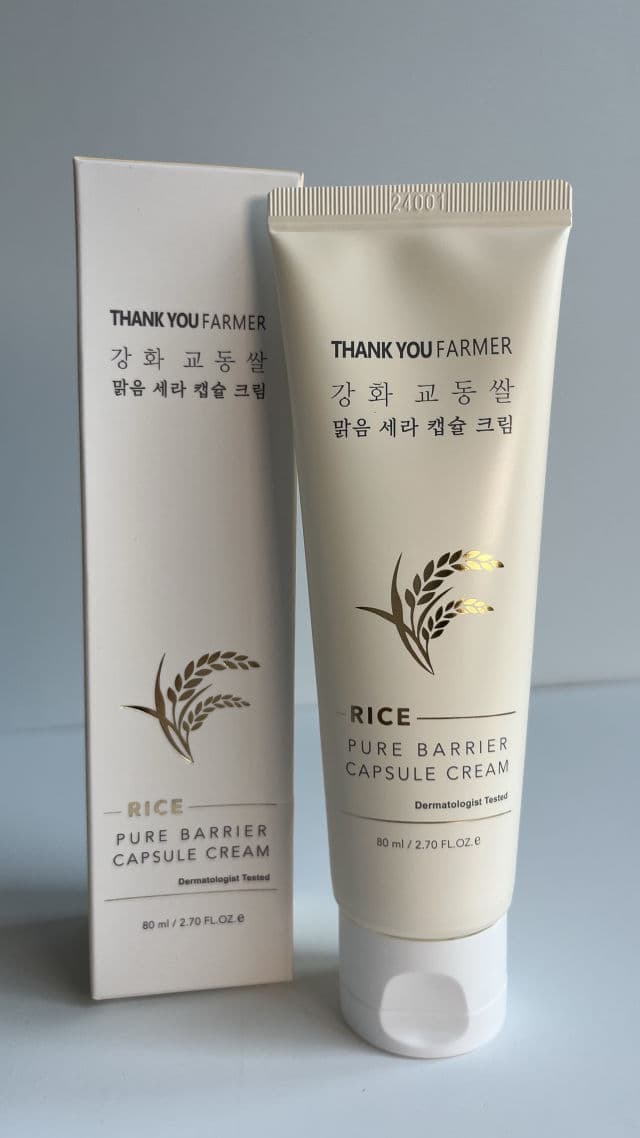 THANK YOU FARMER
강화 교동쌀
맑음 세라 캡슐 크림
RICE
PURE BARRIER
CAPSULE CREAM
Dermatologist Tested
80 ml / 2.70 FL.OZ.℮
24001
THANK YOU FARMER
강화 교동쌀
맑음 세라 캡슐 크림
RICE
PURE BARRIER
CAPSULE CREAM
Dermatologist Tested
80 ml / 2.70 FL.OZ.℮